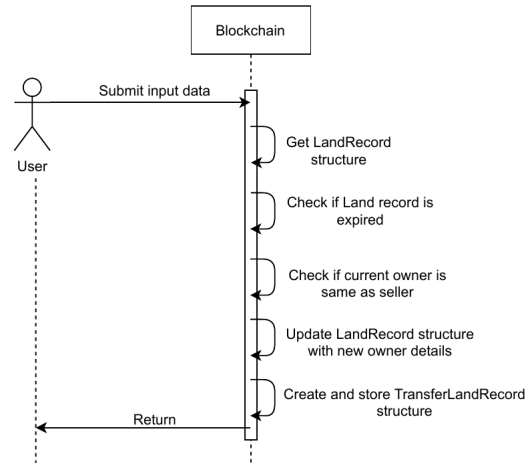 Blockchain
Submit input data
User
Get LandRecord
structure
Check if Land record is
expired
Check if current owner is
same as seller
Update LandRecord structure
with new owner details
Create and store TransferLandRecord
structure
Return